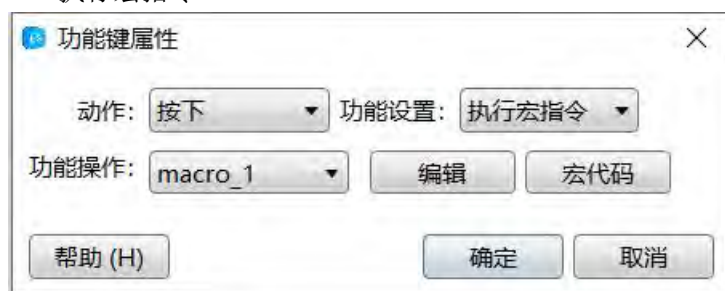 功能键属性
动作: 按下 功能设置: 执行宏指令
功能操作: macro_1 编辑 宏代码
帮助 (H) 确定 取消